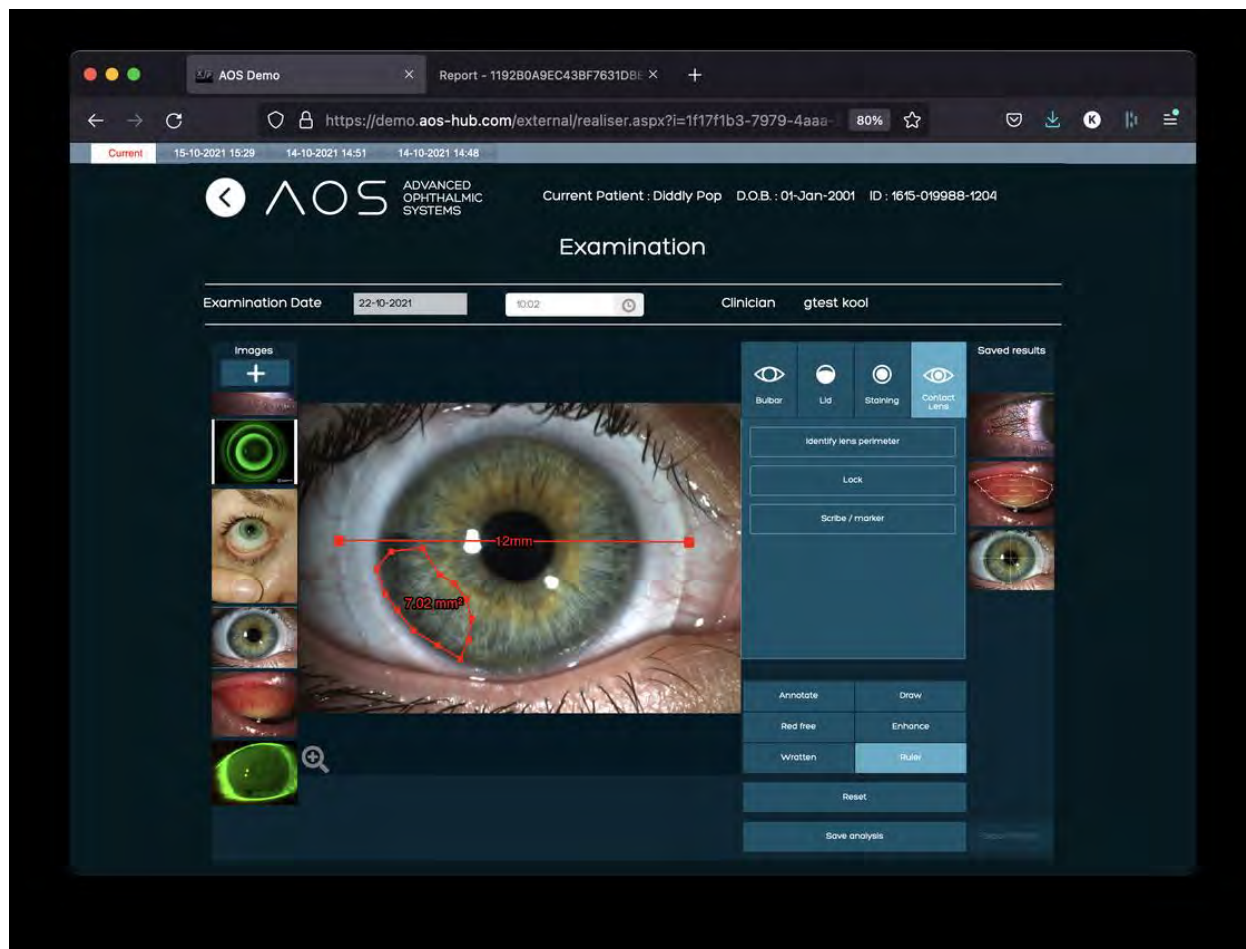 AOS Demo
Report - 1192B0A9EC43BF7631DBE
https://demo.aos-hub.com/external/realiser.aspx?i=1f17f1b3-7979-4aaa-
80%
K
Current 15-10-2021 15:29 14-10-2021 14:51 14-10-2021 14:48
AOS
ADVANCED
OPHTHALMIC
SYSTEMS
Current Patient : Diddly Pop D.O.B. : 01-Jan-2001 ID : 1615-019988-1204
Examination
Examination Date 22-10-2021 10:02 Clinician gtest kool
Images
Saved results
Bulbar
Lid
Staining
Contact
Lens
Identify lens perimeter
Lock
Scribe / marker
12mm
7.02 mm²
Annotate Draw
Red free Enhance
Wratten Ruler
Reset
Save analysis